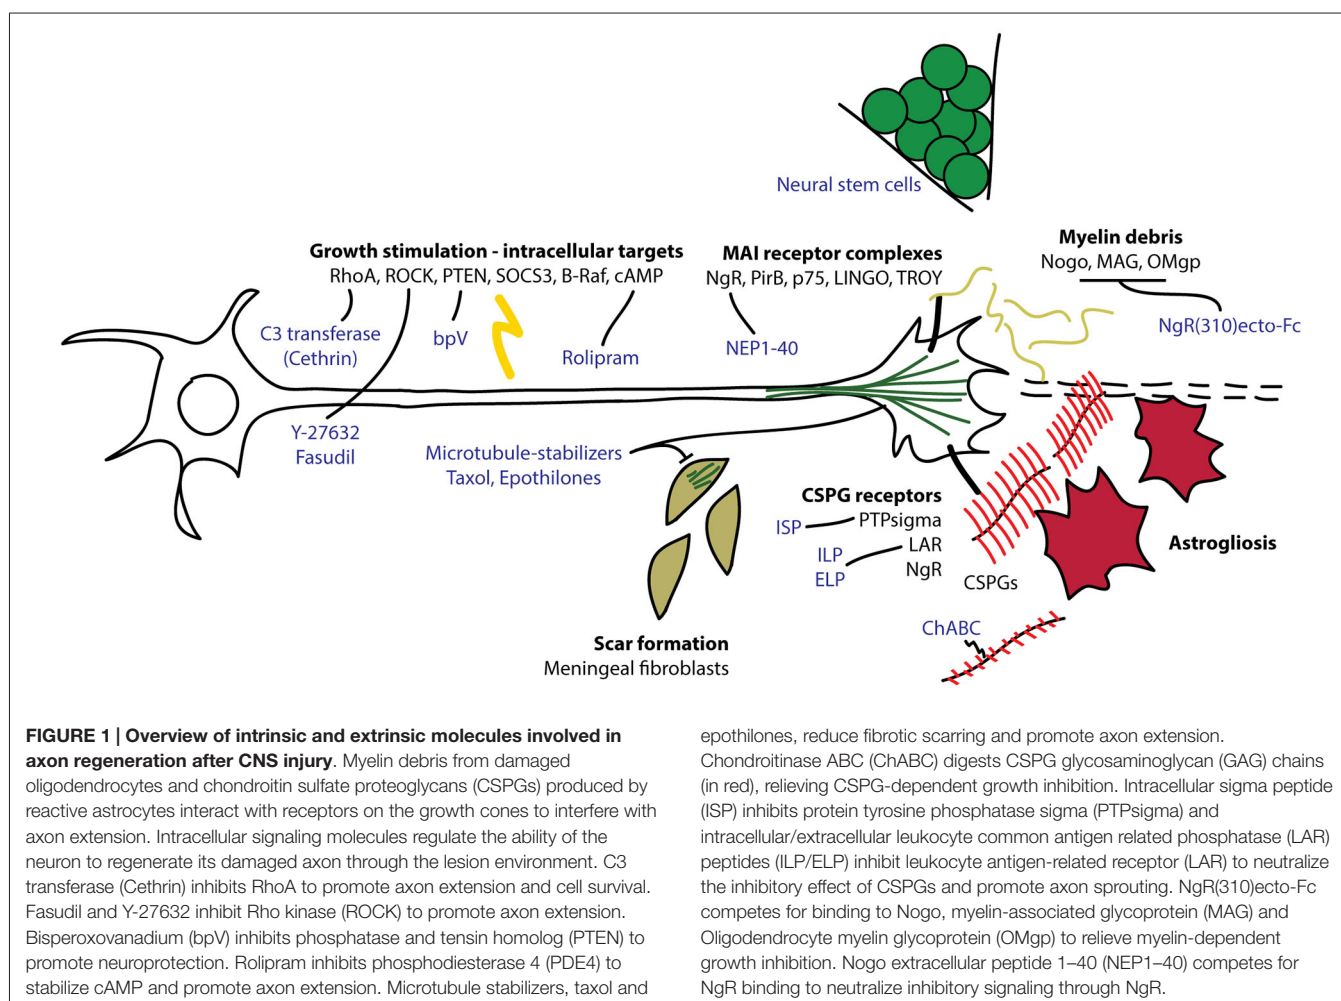 Neural stem cells
Growth stimulation - intracellular targets
RhoA, ROCK, PTEN, SOCS3, B-Raf, cAMP
C3 transferase
(Cethrin)
bpV
Rolipram
Y-27632
Fasudil
MAI receptor complexes
NgR, PirB, p75, LINGO, TROY
NEP1-40
Myelin debris
Nogo, MAG, OMgp
NgR(310)ecto-Fc
Microtubule-stabilizers
Taxol, Epothilones
CSPG receptors
ISP
PTPsigma
ILP
LAR
ELP
NgR
CSPGs
Astrogliosis
ChABC
Scar formation
Meningeal fibroblasts
FIGURE 1 | Overview of intrinsic and extrinsic molecules involved in
axon regeneration after CNS injury. Myelin debris from damaged
oligodendrocytes and chondroitin sulfate proteoglycans (CSPGs) produced by
reactive astrocytes interact with receptors on the growth cones to interfere with
axon extension. Intracellular signaling molecules regulate the ability of the
neuron to regenerate its damaged axon through the lesion environment. C3
transferase (Cethrin) inhibits RhoA to promote axon extension and cell survival.
Fasudil and Y-27632 inhibit Rho kinase (ROCK) to promote axon extension.
Bisperoxovanadium (bpV) inhibits phosphatase and tensin homolog (PTEN) to
promote neuroprotection. Rolipram inhibits phosphodiesterase 4 (PDE4) to
stabilize cAMP and promote axon extension. Microtubule stabilizers, taxol and
epothilones, reduce fibrotic scarring and promote axon extension.
Chondroitinase ABC (ChABC) digests CSPG glycosaminoglycan (GAG) chains
(in red), relieving CSPG-dependent growth inhibition. Intracellular sigma peptide
(ISP) inhibits protein tyrosine phosphatase sigma (PTPsigma) and
intracellular/extracellular leukocyte common antigen related phosphatase (LAR)
peptides (ILP/ELP) inhibit leukocyte antigen-related receptor (LAR) to neutralize
the inhibitory effect of CSPGs and promote axon sprouting. NgR(310)ecto-Fc
competes for binding to Nogo, myelin-associated glycoprotein (MAG) and
Oligodendrocyte myelin glycoprotein (OMgp) to relieve myelin-dependent
growth inhibition. Nogo extracellular peptide 1–40 (NEP1–40) competes for
NgR binding to neutralize inhibitory signaling through NgR.